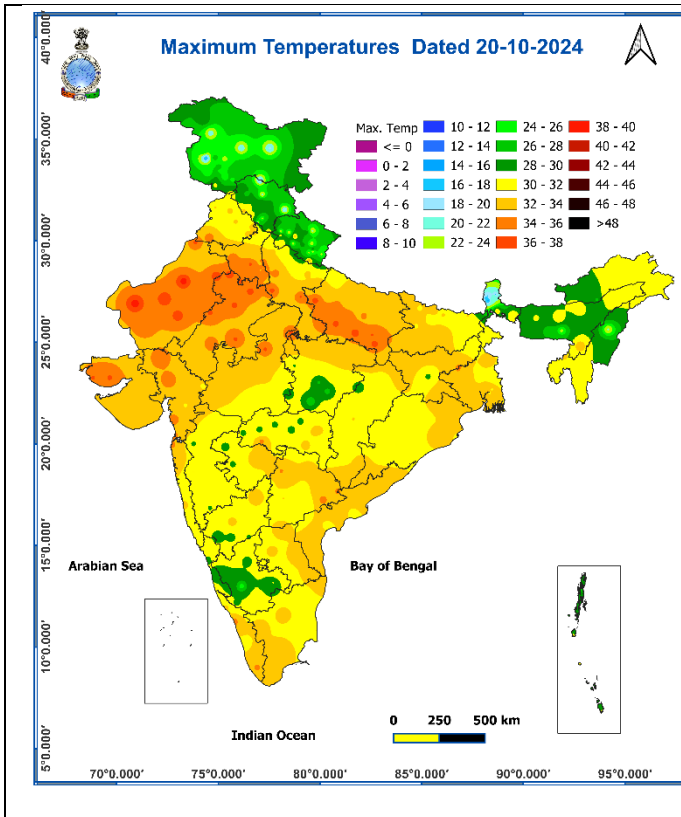 Maximum Temperatures Dated 20-10-2024
Max. Temp
<= 0
0 - 2
2 - 4
4 - 6
6 - 8
8 - 10
10 - 12
12 - 14
14 - 16
16 - 18
18 - 20
20 - 22
22 - 24
24 - 26
26 - 28
28 - 30
30 - 32
32 - 34
34 - 36
36 - 38
38 - 40
40 - 42
42 - 44
44 - 46
46 - 48
>48
40°0.000'
35°0.000'
30°0.000'
25°0.000'
20°0.000'
15°0.000'
10°0.000'
5°0.000'
Arabian Sea
Bay of Bengal
Indian Ocean
0 250 500 km
70°0.000' 75°0.000' 80°0.000' 85°0.000' 90°0.000' 95°0.000'